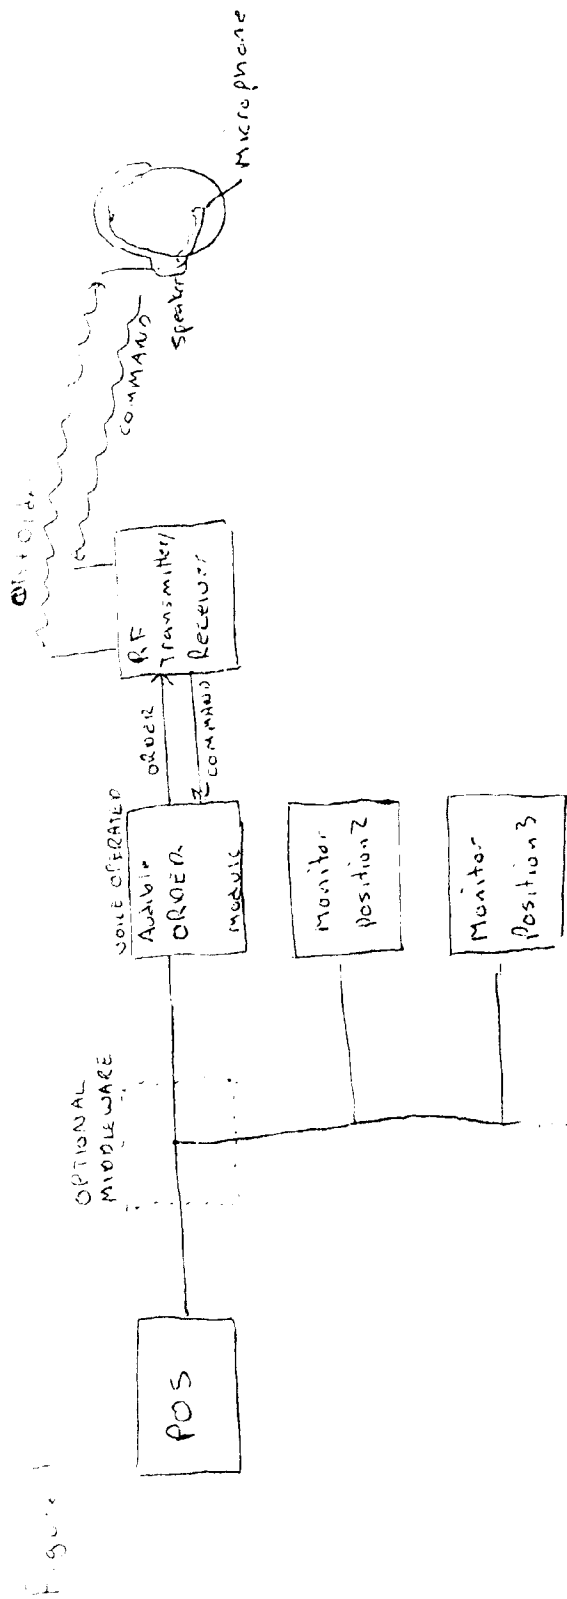 Figure 1
POS
OPTIONAL
MIDDLEWARE
VOICE OPERATED
Audible
ORDER
Module
Monitor
Position 2
Monitor
Position 3
ORDER
COMMAND
RF
Transmitter/
Receiver
COMMAND
Speaker
Microphone